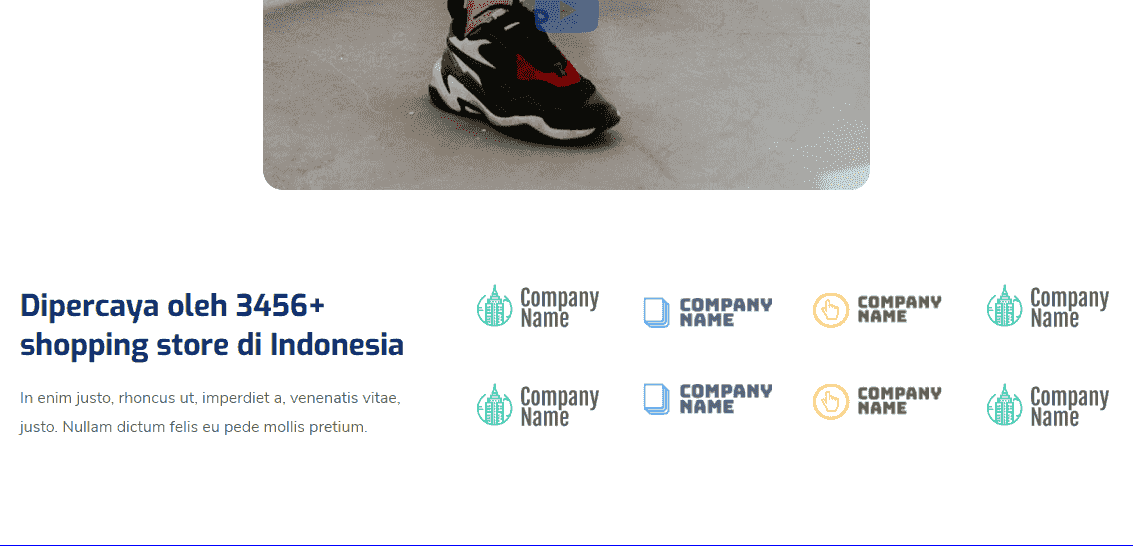 Dipercaya oleh 3456+
shopping store di Indonesia
In enim justo, rhoncus ut, imperdiet a, venenatis vitae,
justo. Nullam dictum felis eu pede mollis pretium.
Company
Name
COMPANY
NAME
COMPANY
NAME
Company
Name
Company
Name
COMPANY
NAME
COMPANY
NAME
Company
Name